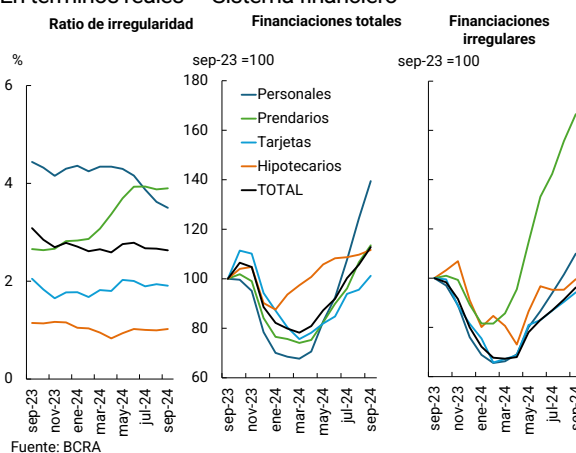 En términos reales – Sistema financiero
Ratio de irregularidad
%
6
4
2
0
sep-23
nov-23
ene-24
mar-24
may-24
jul-24
sep-24
Financiaciones totales
sep-23 =100
180
160
140
120
100
80
60
Personales
Prendarios
Tarjetas
Hipotecarios
TOTAL
sep-23
nov-23
ene-24
mar-24
may-24
jul-24
sep-24
Financiaciones
irregulares
sep-23 =100
sep-23
nov-23
ene-24
mar-24
may-24
jul-24
sep-24
Fuente: BCRA